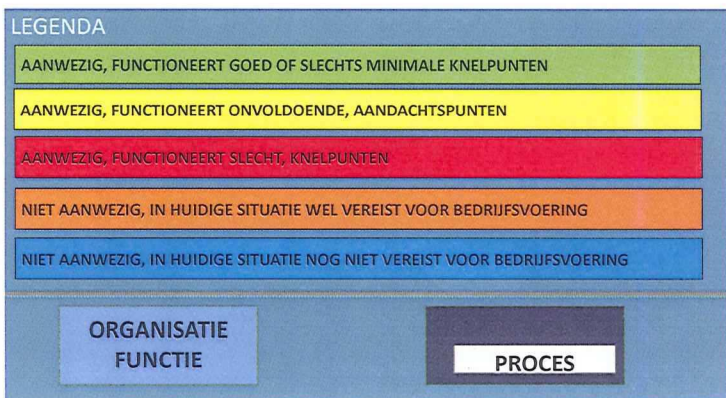 LEGENDA
AANWEZIG, FUNCTIONEERT GOED OF SLECHTS MINIMALE KNELPUNTEN
AANWEZIG, FUNCTIONEERT ONVOLDOENDE, AANDACHTSPUNTEN
AANWEZIG, FUNCTIONEERT SLECHT, KNELPUNTEN
NIET AANWEZIG, IN HUIDIGE SITUATIE WEL VEREIST VOOR BEDRIJFSVOERING
NIET AANWEZIG, IN HUIDIGE SITUATIE NOG NIET VEREIST VOOR BEDRIJFSVOERING
ORGANISATIE
FUNCTIE
PROCES